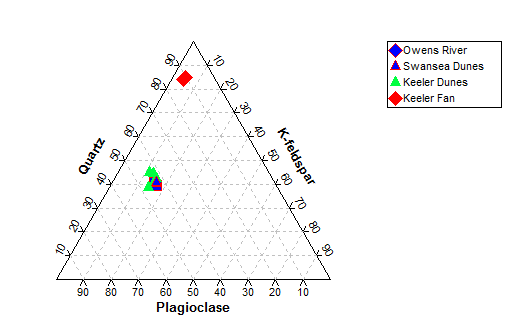 Owens River
Swansea Dunes
Keeler Dunes
Keeler Fan
90
10
80
20
70
30
60
40
50
50
40
60
30
70
20
80
10
90
Quartz
K-feldspar
90 80 70 60 50 40 30 20 10
Plagioclase